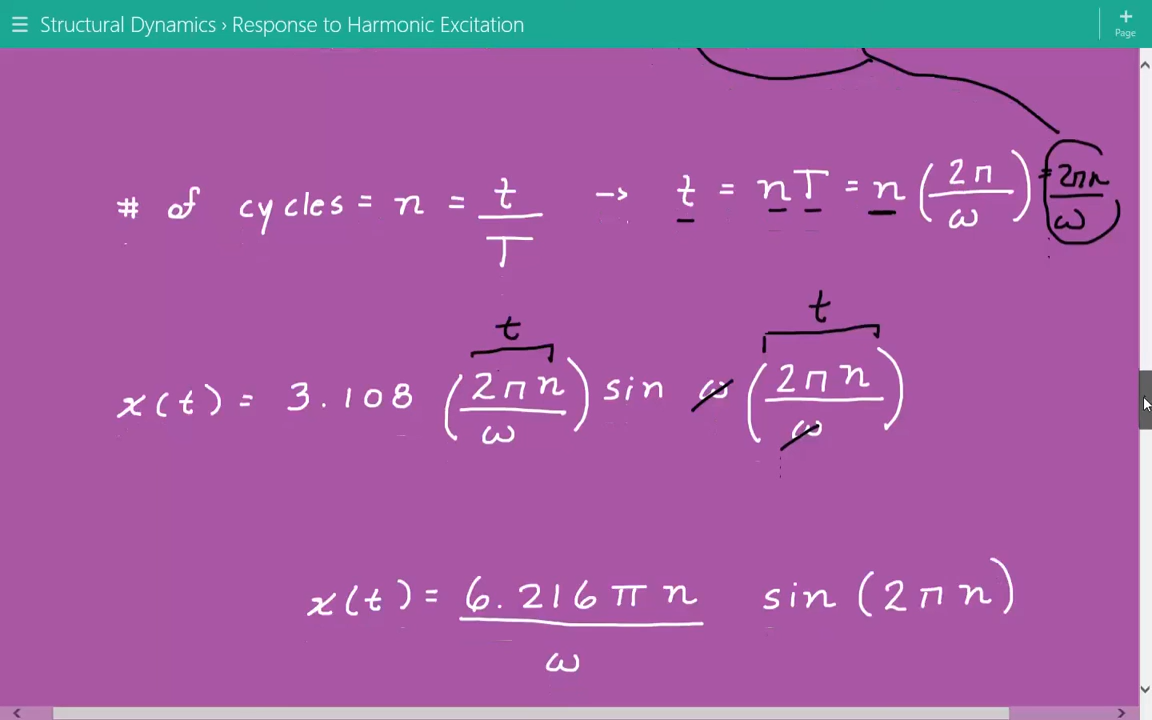 ☰ Structural Dynamics › Response to Harmonic Excitation
+ Page
# of cycles = n = t/T → t = nT = n (2π/ω) = 2πn/ω
t t
x(t) = 3.108 (2πn/ω) sin ω (2πn/ω)
x(t) = 6.216πn/ω sin (2πn)